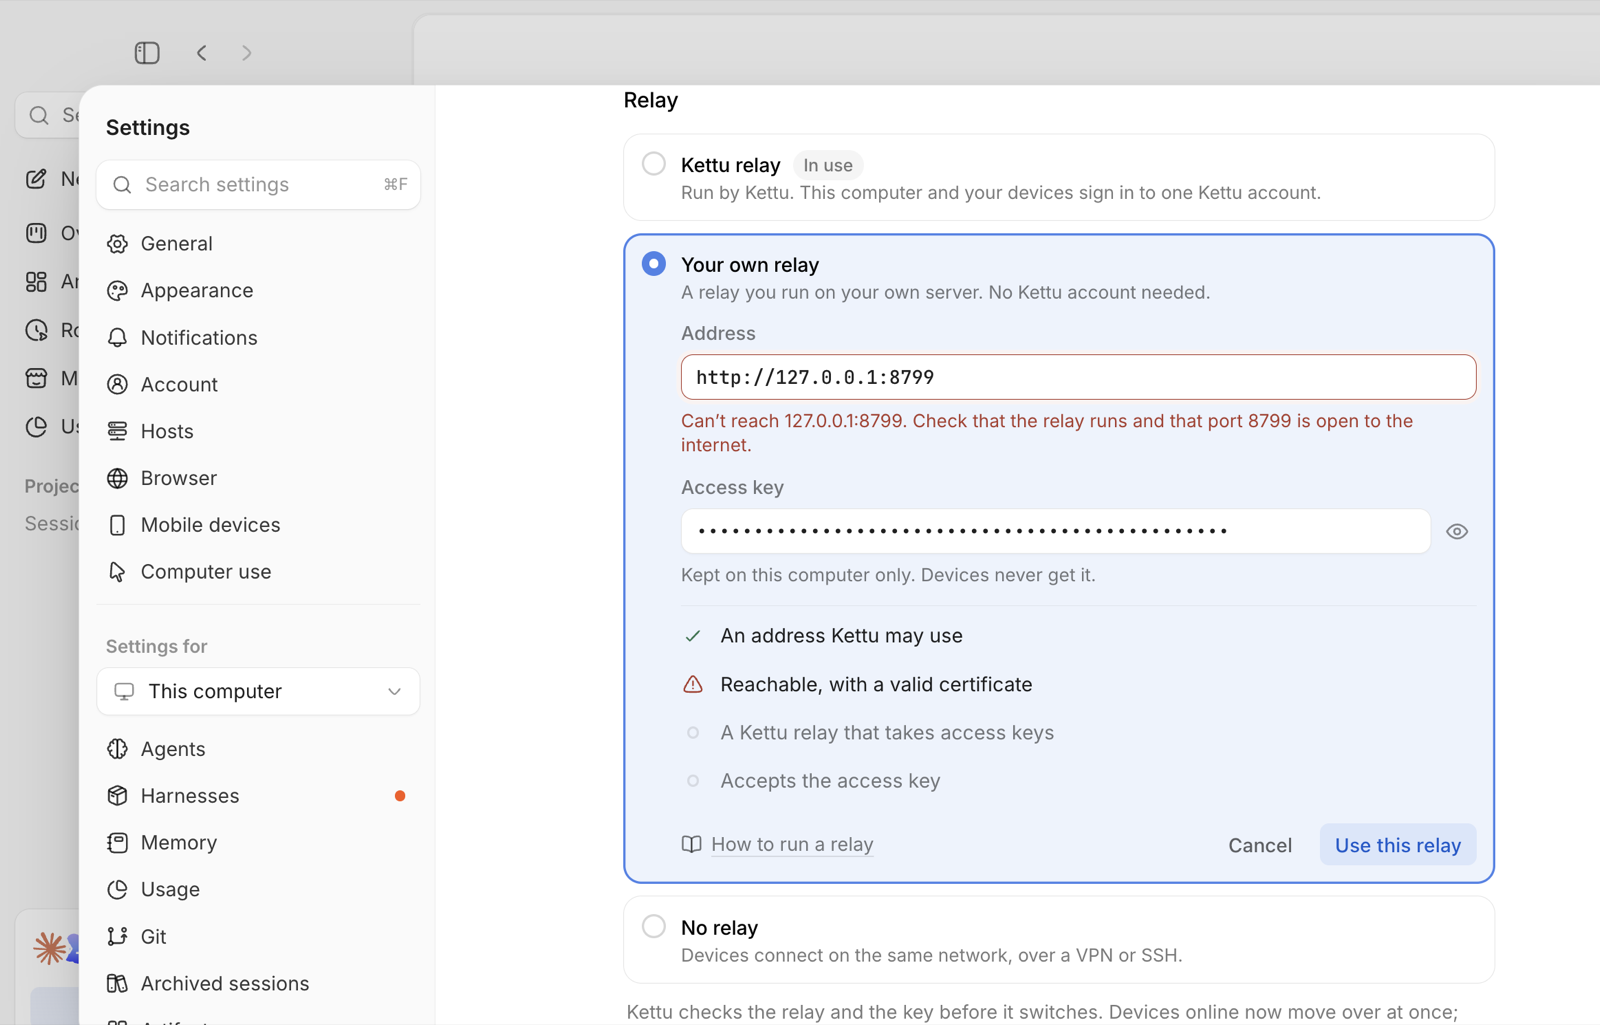 Relay
Settings
Search settings ⌘F
General
Appearance
Notifications
Account
Hosts
Browser
Mobile devices
Computer use
Settings for
This computer
Agents
Harnesses
Memory
Usage
Git
Archived sessions
Kettu relay In use
Run by Kettu. This computer and your devices sign in to one Kettu account.
Your own relay
A relay you run on your own server. No Kettu account needed.
Address
http://127.0.0.1:8799
Can’t reach 127.0.0.1:8799. Check that the relay runs and that port 8799 is open to the
internet.
Access key
••••••••••••••••••••••••••••••••••••••••••••••••
Kept on this computer only. Devices never get it.
An address Kettu may use
Reachable, with a valid certificate
A Kettu relay that takes access keys
Accepts the access key
How to run a relay
Cancel
Use this relay
No relay
Devices connect on the same network, over a VPN or SSH.
Kettu checks the relay and the key before it switches. Devices online now move over at once;